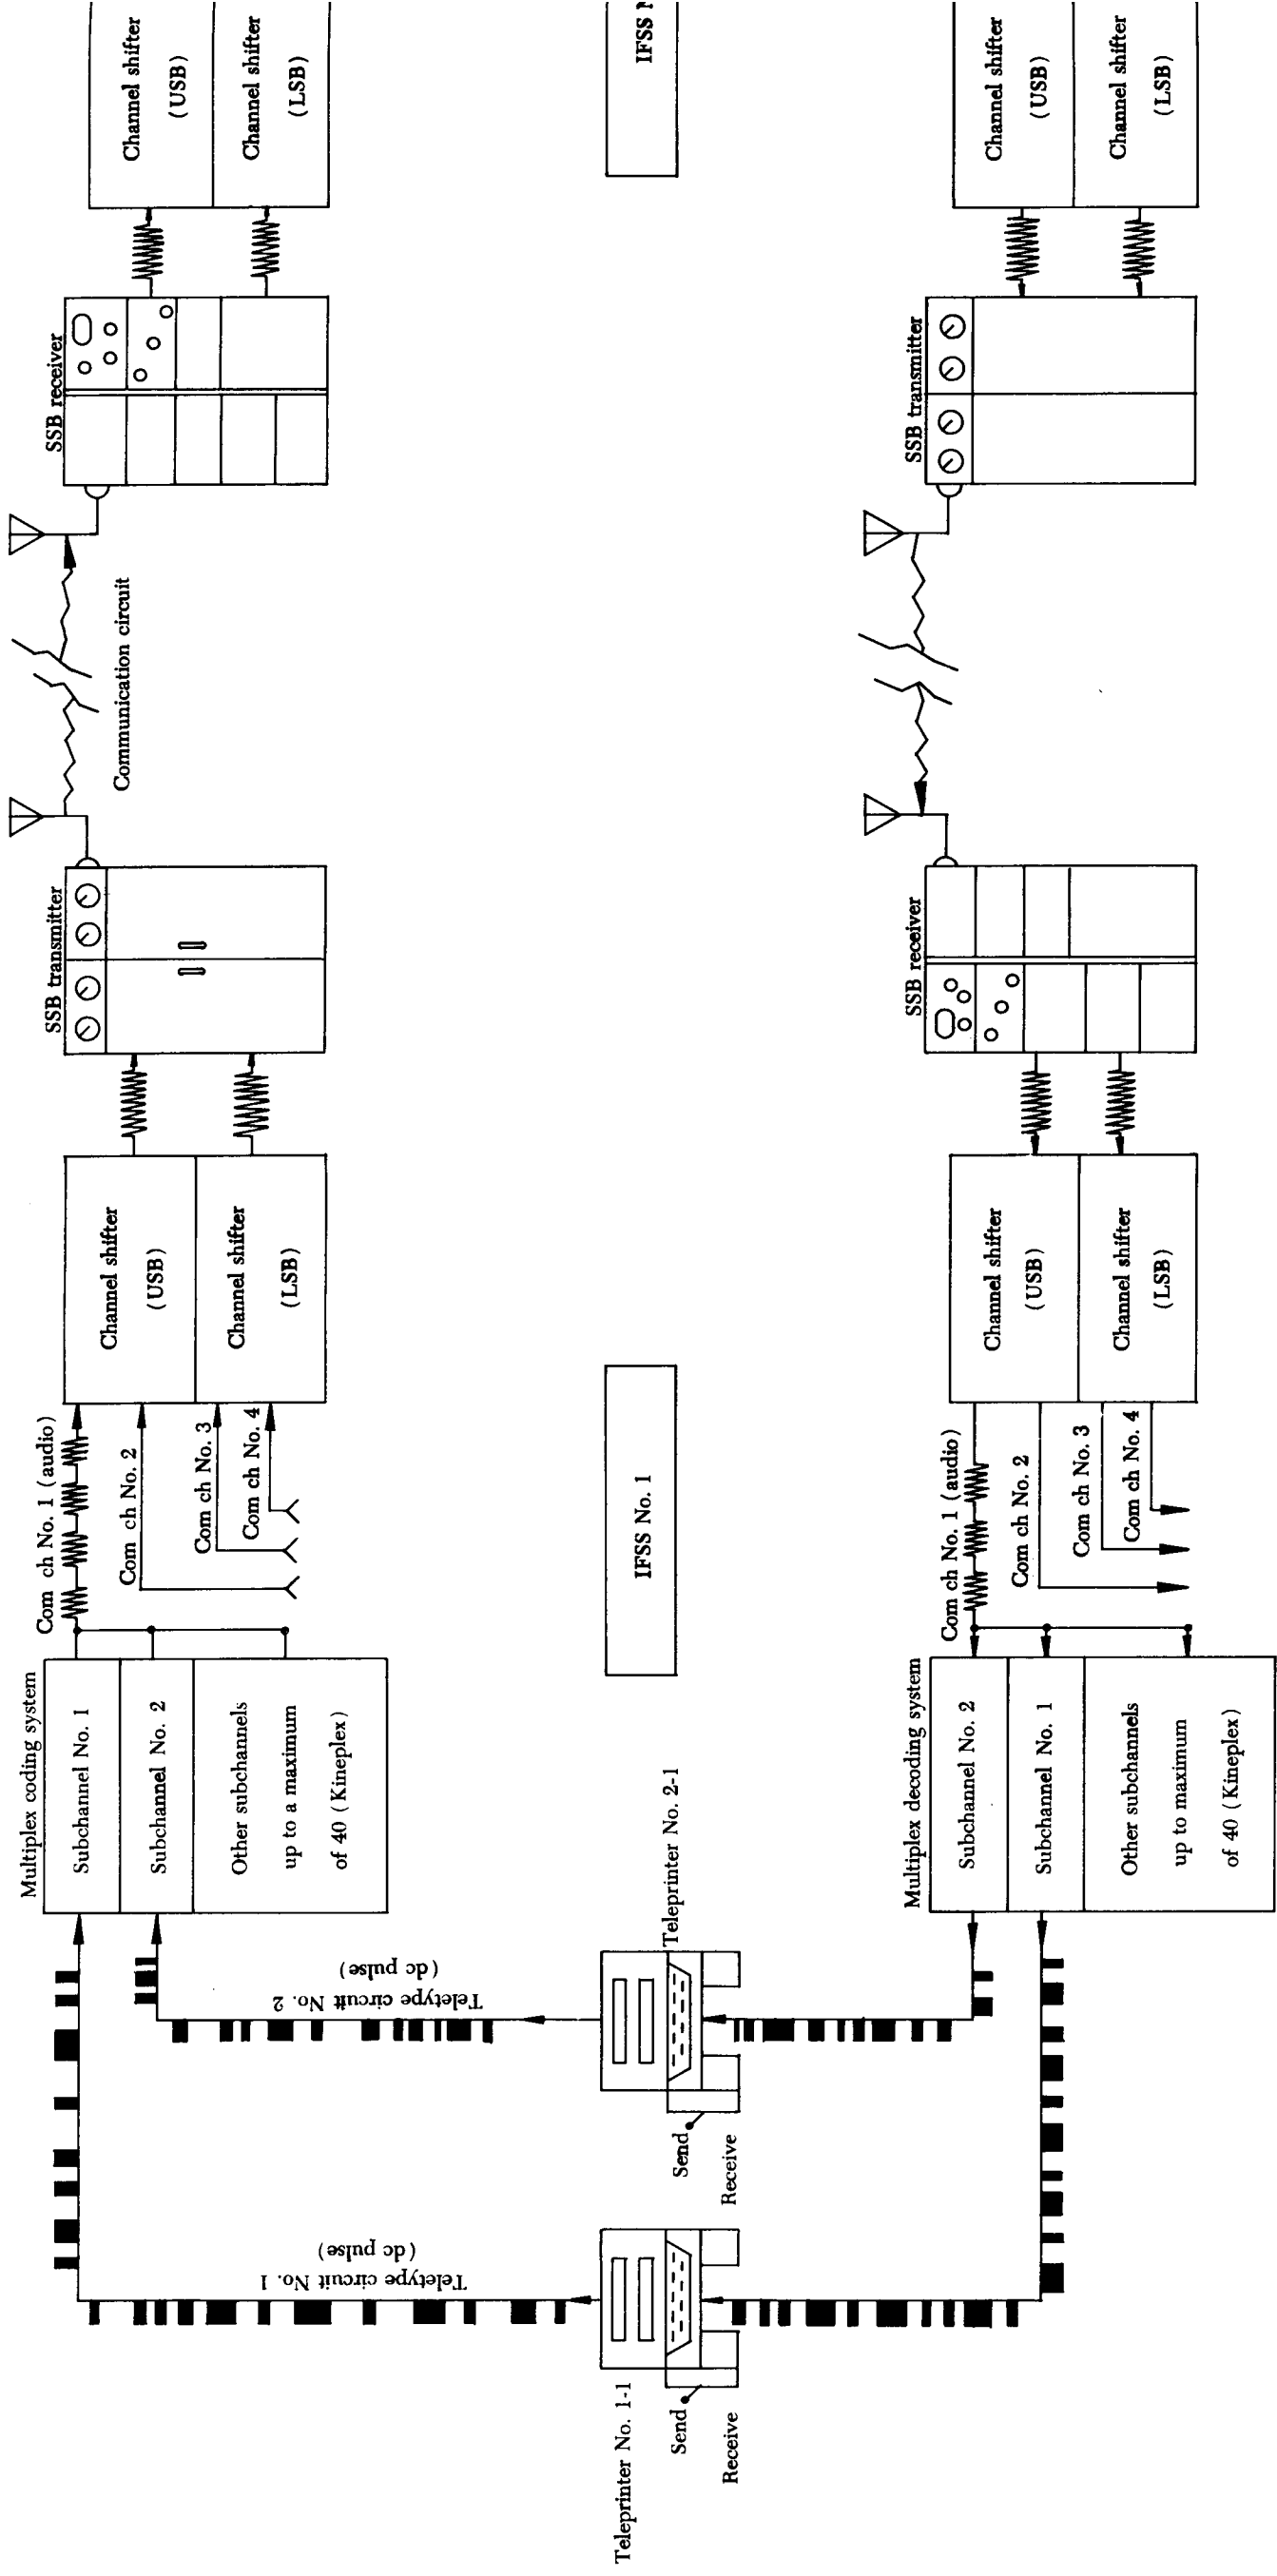 Teleprinter No. 1-1
Send
Receive
Teletype circuit No. 1
(dc pulse)
Send
Receive
Teleprinter No. 2-1
Teletype circuit No. 2
(dc pulse)
Multiplex coding system
Subchannel No. 1
Subchannel No. 2
Other subchannels
up to a maximum
of 40 (Kineplex)
Com ch No. 1 (audio)
Com ch No. 2
Com ch No. 3
Com ch No. 4
Channel shifter
(USB)
Channel shifter
(LSB)
SSB transmitter
Communication circuit
SSB receiver
Channel shifter
(USB)
Channel shifter
(LSB)
IFSS No. 1
IFSS N
Multiplex decoding system
Subchannel No. 2
Subchannel No. 1
Other subchannels
up to maximum
of 40 (Kineplex)
Com ch No. 1 (audio)
Com ch No. 2
Com ch No. 3
Com ch No. 4
Channel shifter
(USB)
Channel shifter
(LSB)
SSB receiver
SSB transmitter
Channel shifter
(USB)
Channel shifter
(LSB)